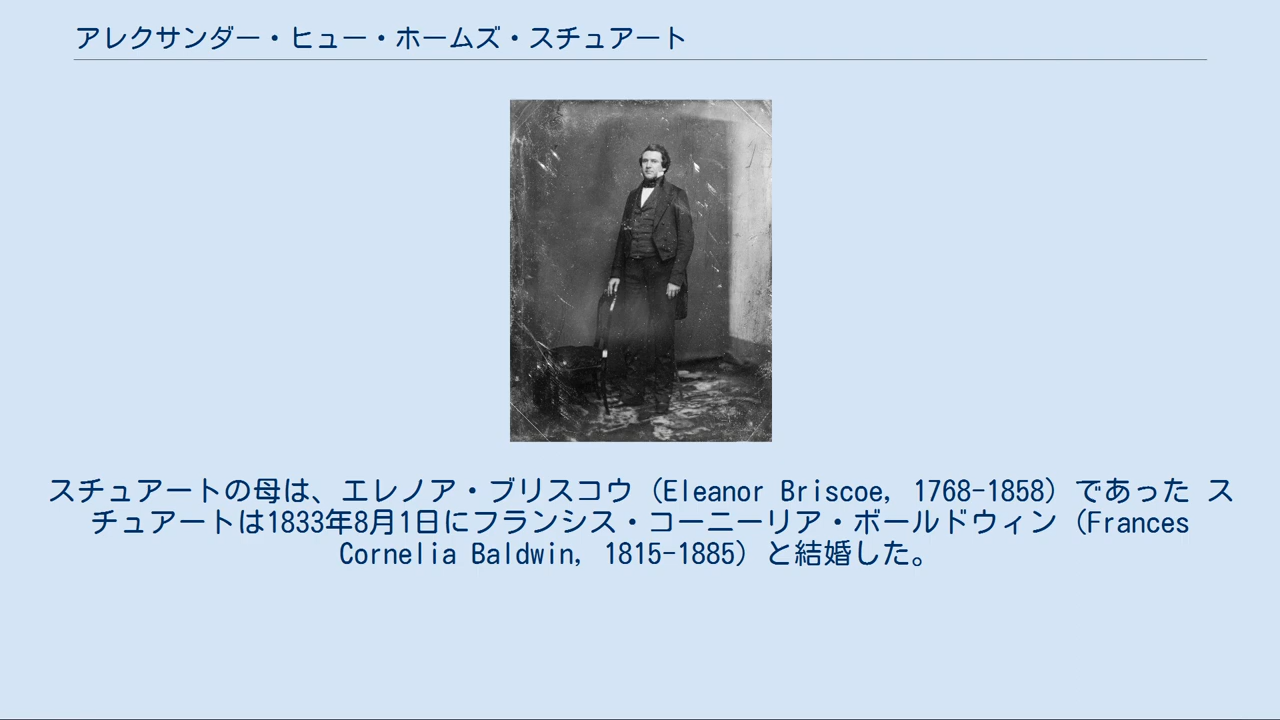 アレクサンダー・ヒュー・ホームズ・スチュアート
スチュアートの母は、エレノア・ブリスコウ（Eleanor Briscoe, 1768-1858）であった ス
チュアートは1833年8月1日にフランシス・コーニーリア・ボールドウィン（Frances
Cornelia Baldwin, 1815-1885）と結婚した。